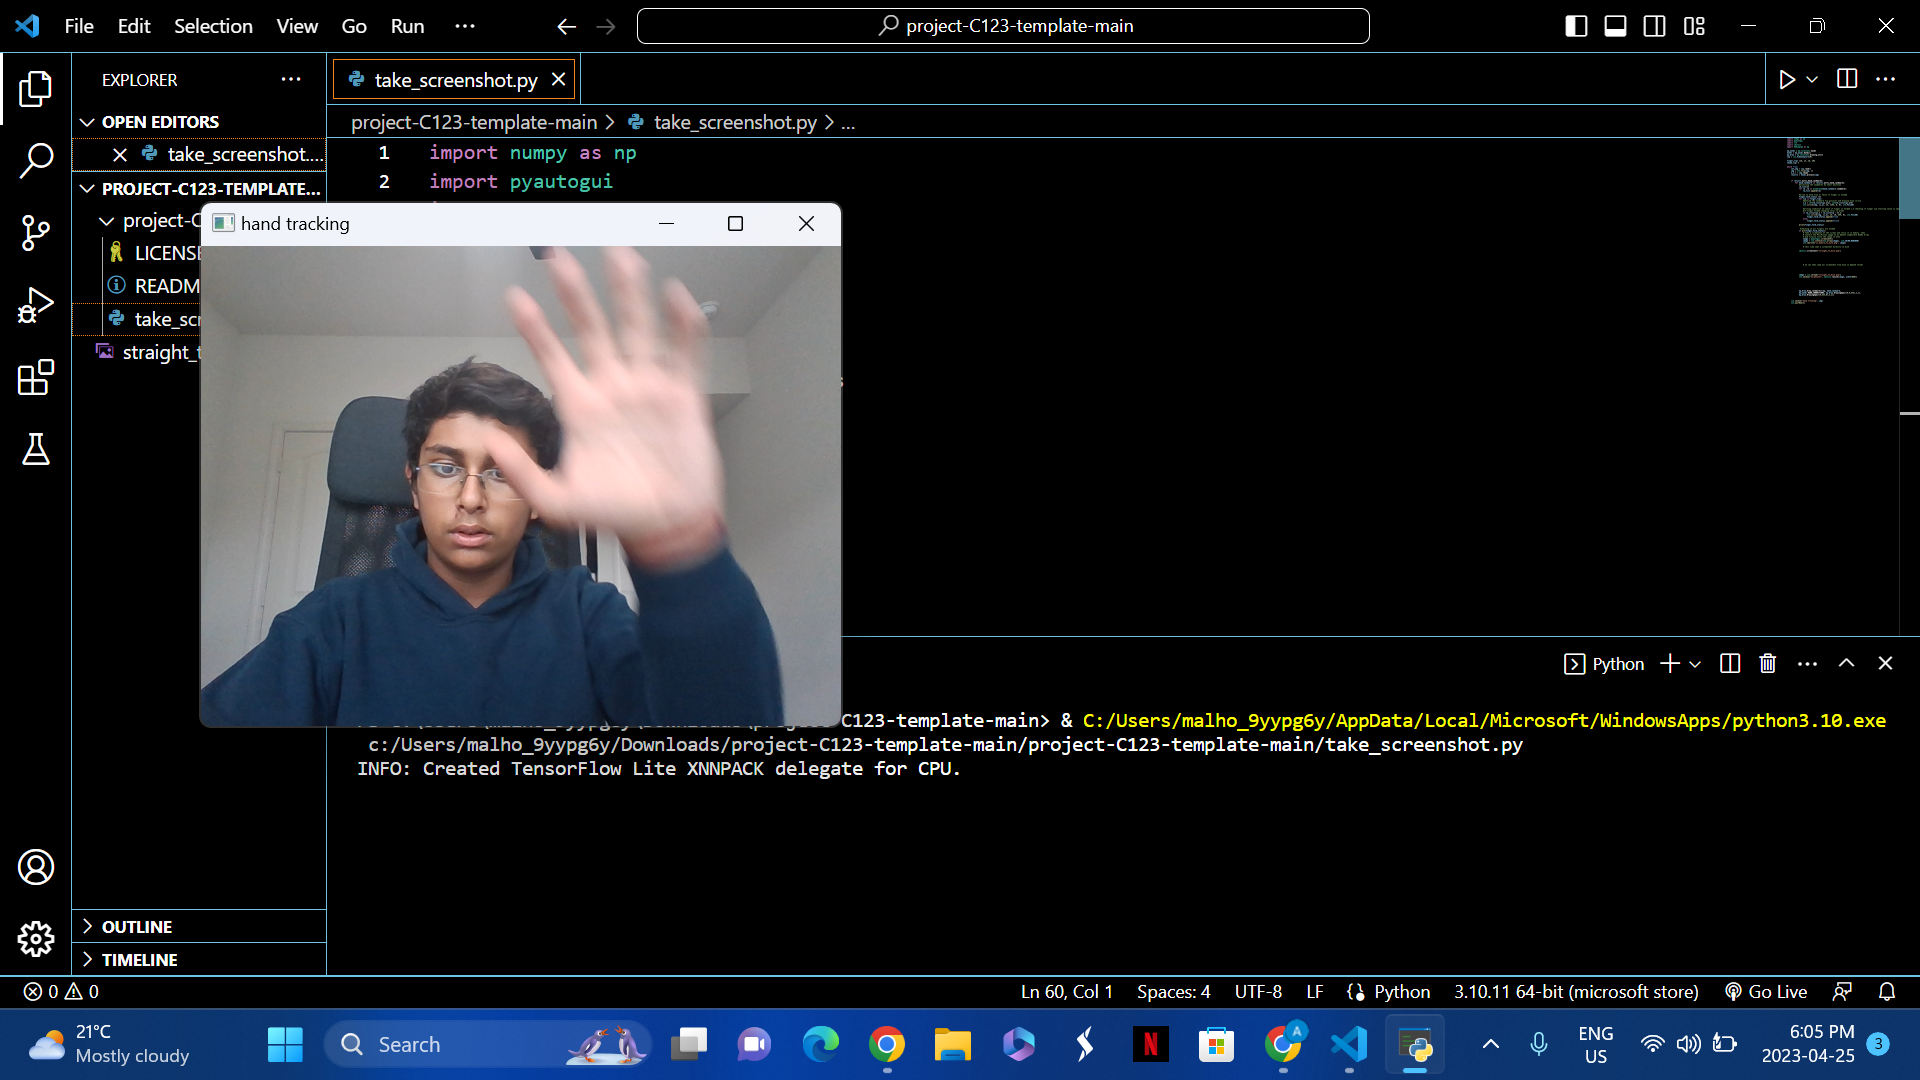 File Edit Selection View Go Run ...
project-C123-template-main
EXPLORER
take_screenshot.py
OPEN EDITORS
take_screenshot....
project-C123-template-main > take_screenshot.py > ...
PROJECT-C123-TEMPLATE...
project-C
LICENSE
READM
take_scr
straight_t
1 import numpy as np
2 import pyautogui
hand tracking
Python
C123-template-main> & C:/Users/malho_9yypg6y/AppData/Local/Microsoft/WindowsApps/python3.10.exe
c:/Users/malho_9yypg6y/Downloads/project-C123-template-main/project-C123-template-main/take_screenshot.py
INFO: Created TensorFlow Lite XNNPACK delegate for CPU.
OUTLINE
TIMELINE
0 0
Ln 60, Col 1 Spaces: 4 UTF-8 LF Python 3.10.11 64-bit (microsoft store) Go Live
21°C
Mostly cloudy
Search
A
N
ENG
US
6:05 PM
2023-04-25
3